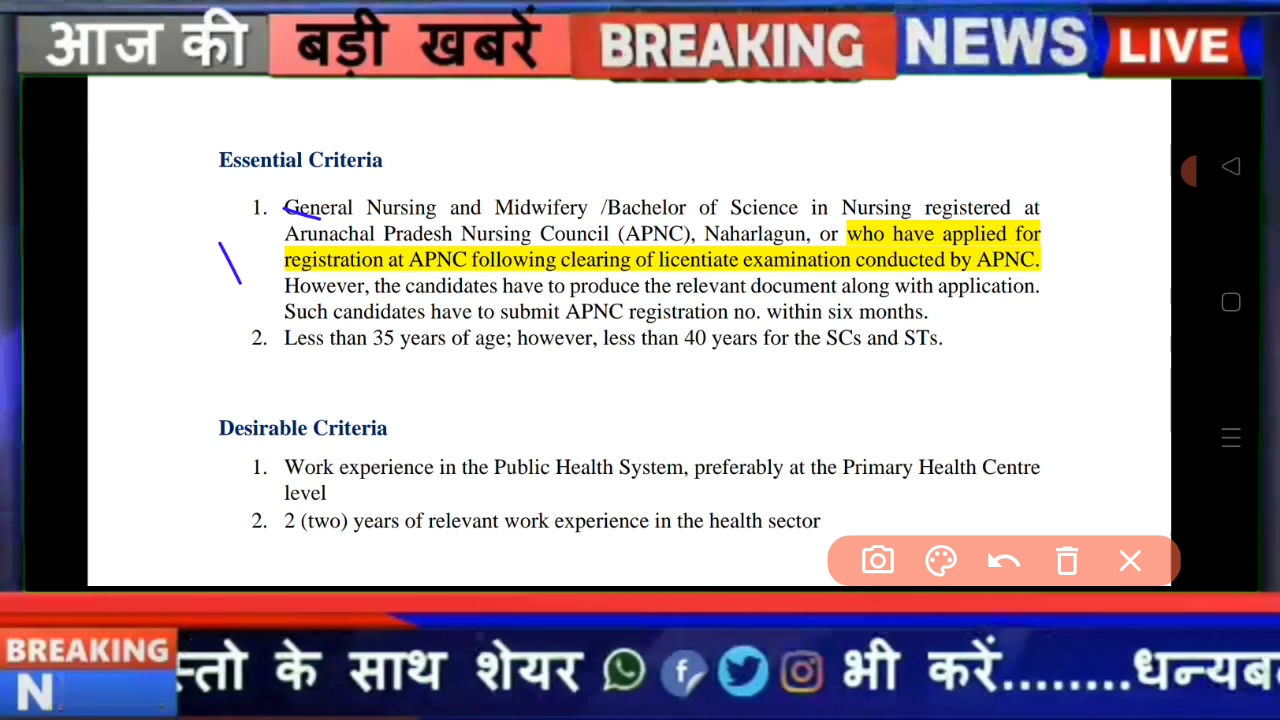 आज की बड़ी खबरें BREAKING NEWS LIVE
Essential Criteria
1. General Nursing and Midwifery /Bachelor of Science in Nursing registered at
Arunachal Pradesh Nursing Council (APNC), Naharlagun, or who have applied for
registration at APNC following clearing of licentiate examination conducted by APNC.
However, the candidates have to produce the relevant document along with application.
Such candidates have to submit APNC registration no. within six months.
2. Less than 35 years of age; however, less than 40 years for the SCs and STs.
Desirable Criteria
1. Work experience in the Public Health System, preferably at the Primary Health Centre
level
2. 2 (two) years of relevant work experience in the health sector
BREAKING
N
के साथ शेयर भी करें........